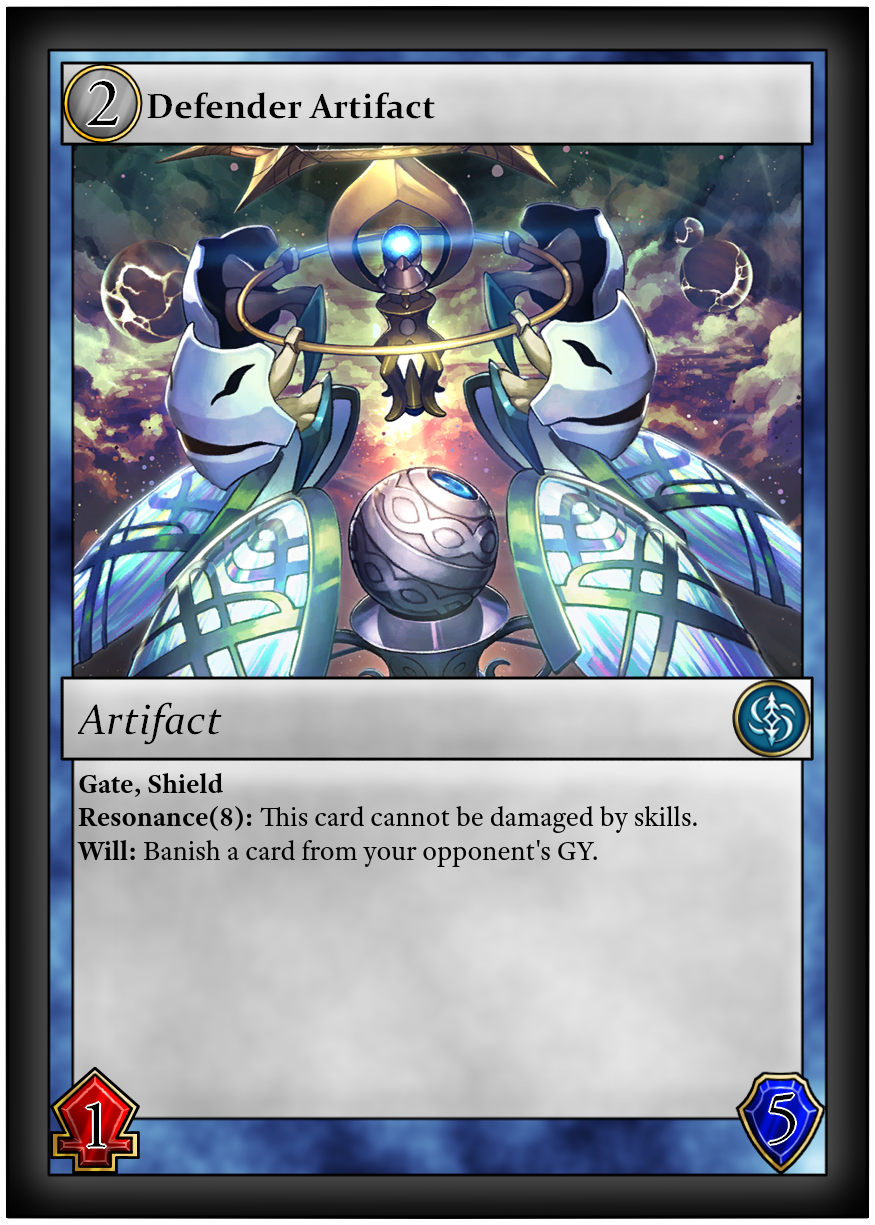 2
Defender Artifact
Artifact
Gate, Shield
Resonance(8): This card cannot be damaged by skills.
Will: Banish a card from your opponent's GY.
1
5